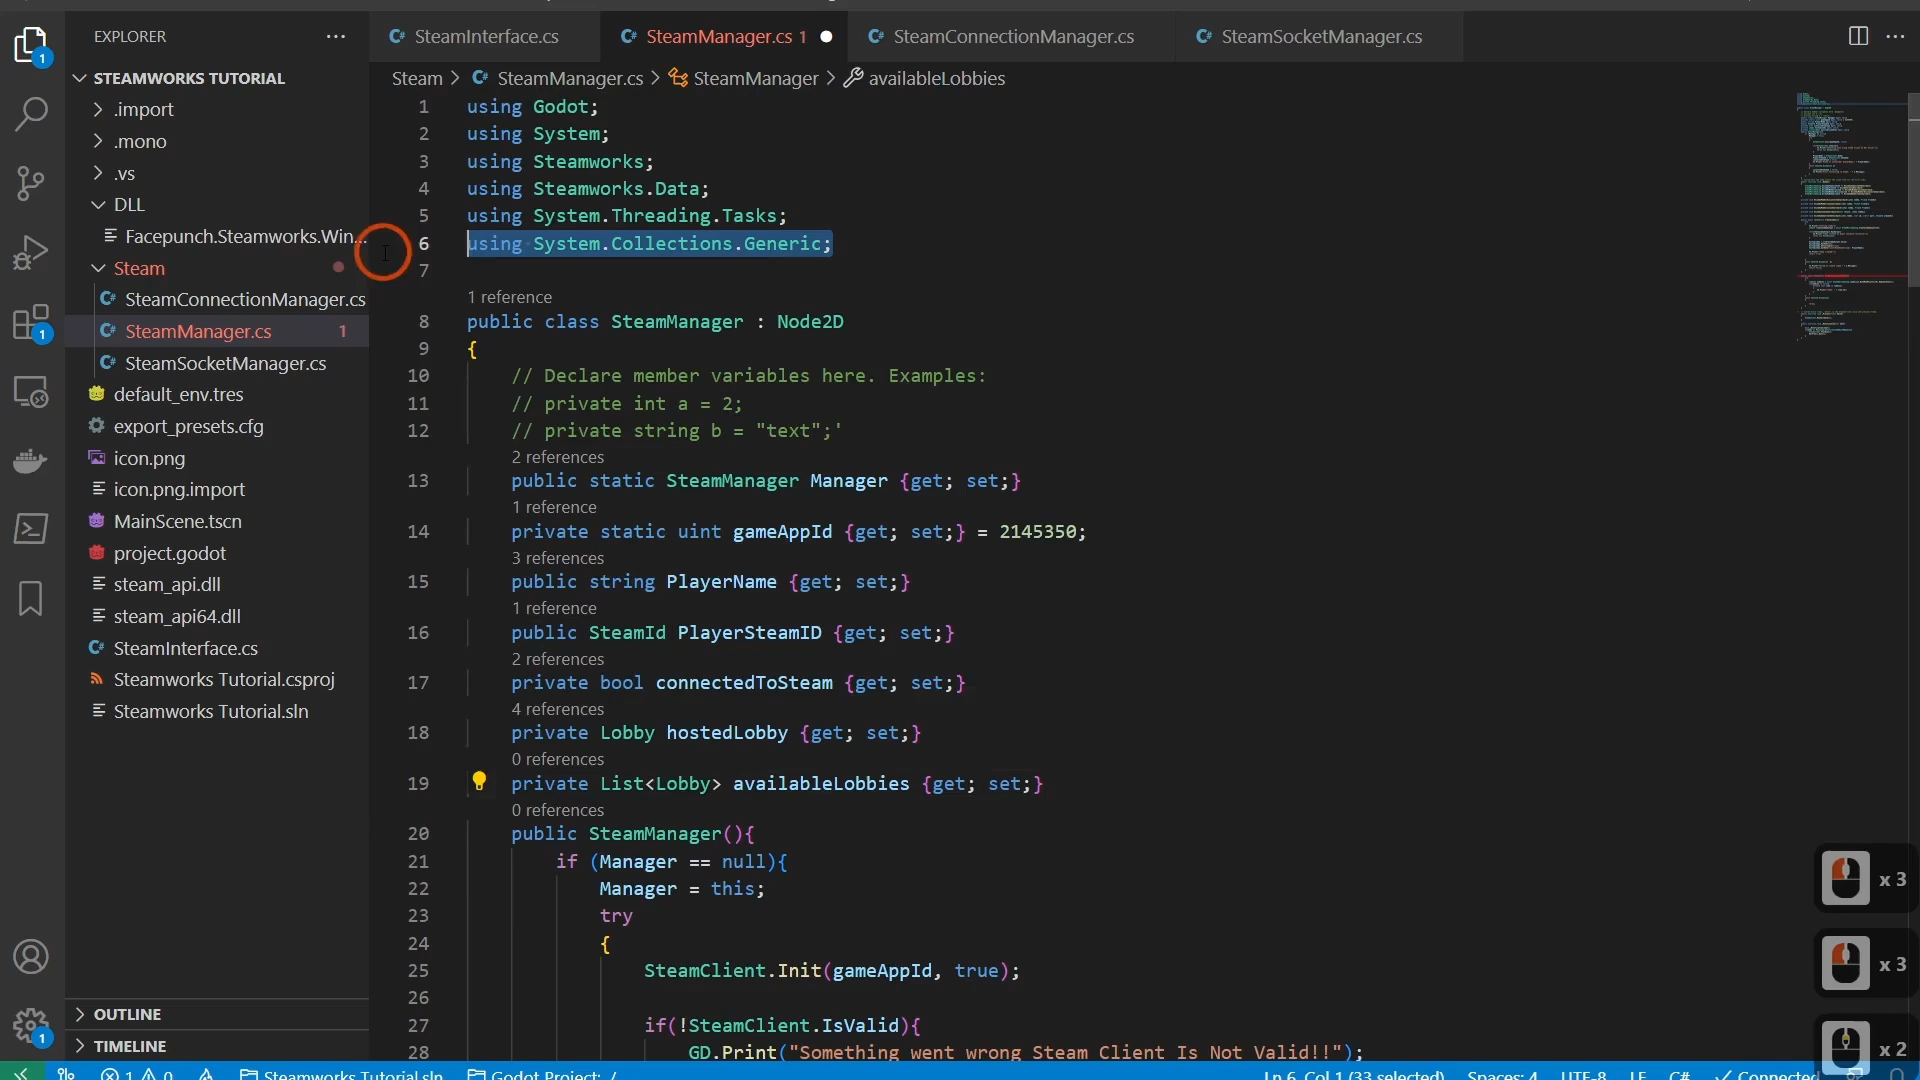 EXPLORER
SteamInterface.cs
SteamManager.cs 1
SteamConnectionManager.cs
SteamSocketManager.cs
STEAMWORKS TUTORIAL
Steam > SteamManager.cs > SteamManager > availableLobbies
.import
.mono
.vs
DLL
Facepunch.Steamworks.Win...
Steam
SteamConnectionManager.cs
SteamManager.cs 1
SteamSocketManager.cs
default_env.tres
export_presets.cfg
icon.png
icon.png.import
MainScene.tscn
project.godot
steam_api.dll
steam_api64.dll
SteamInterface.cs
Steamworks Tutorial.csproj
Steamworks Tutorial.sln
OUTLINE
TIMELINE
1
1
1
1 using Godot;
2 using System;
3 using Steamworks;
4 using Steamworks.Data;
5 using System.Threading.Tasks;
6 using System.Collections.Generic;
7
1 reference
8 public class SteamManager : Node2D
9 {
10 // Declare member variables here. Examples:
11 // private int a = 2;
12 // private string b = "text";'
2 references
13 public static SteamManager Manager {get; set;}
1 reference
14 private static uint gameAppId {get; set;} = 2145350;
3 references
15 public string PlayerName {get; set;}
1 reference
16 public SteamId PlayerSteamID {get; set;}
2 references
17 private bool connectedToSteam {get; set;}
4 references
18 private Lobby hostedLobby {get; set;}
0 references
19 private List<Lobby> availableLobbies {get; set;}
0 references
20 public SteamManager(){
21 if (Manager == null){
22 Manager = this;
23 try
24 {
25 SteamClient.Init(gameAppId, true);
26
27 if(!SteamClient.IsValid){
28 GD.Print("Something went wrong Steam Client Is Not Valid!!");
x 3
x 3
x 2
1 0 Steamworks Tutorial.sln Godot Project: / Ln 6, Col 1 (33 selected) Spaces: 4 UTF-8 LF C# Connected